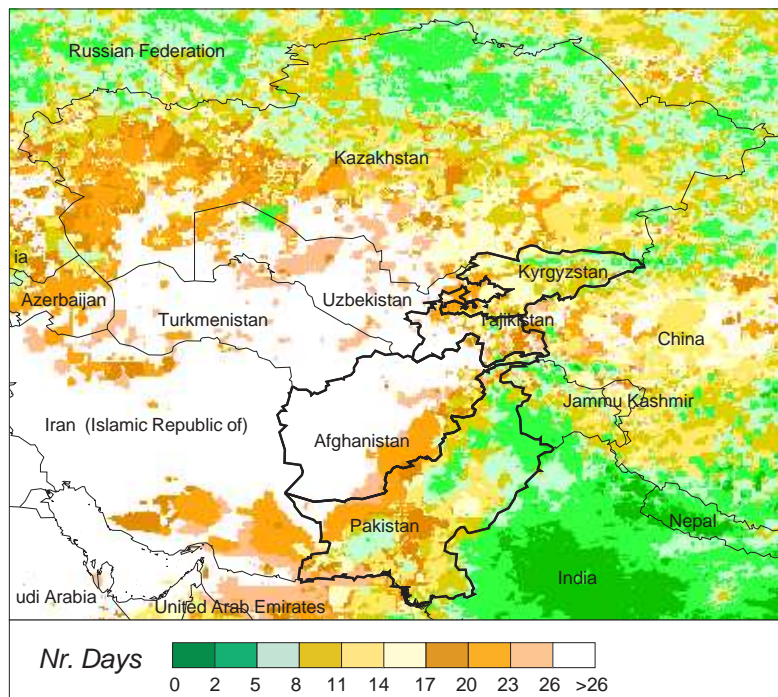 Russian Federation
Kazakhstan
ia
Kyrgyzstan
Azerbaijan
Uzbekistan
Turkmenistan
Tajikistan
China
Jammu Kashmir
Iran (Islamic Republic of)
Afghanistan
Pakistan
Nepal
India
udi Arabia
United Arab Emirates
Nr. Days
0 2 5 8 11 14 17 20 23 26 >26